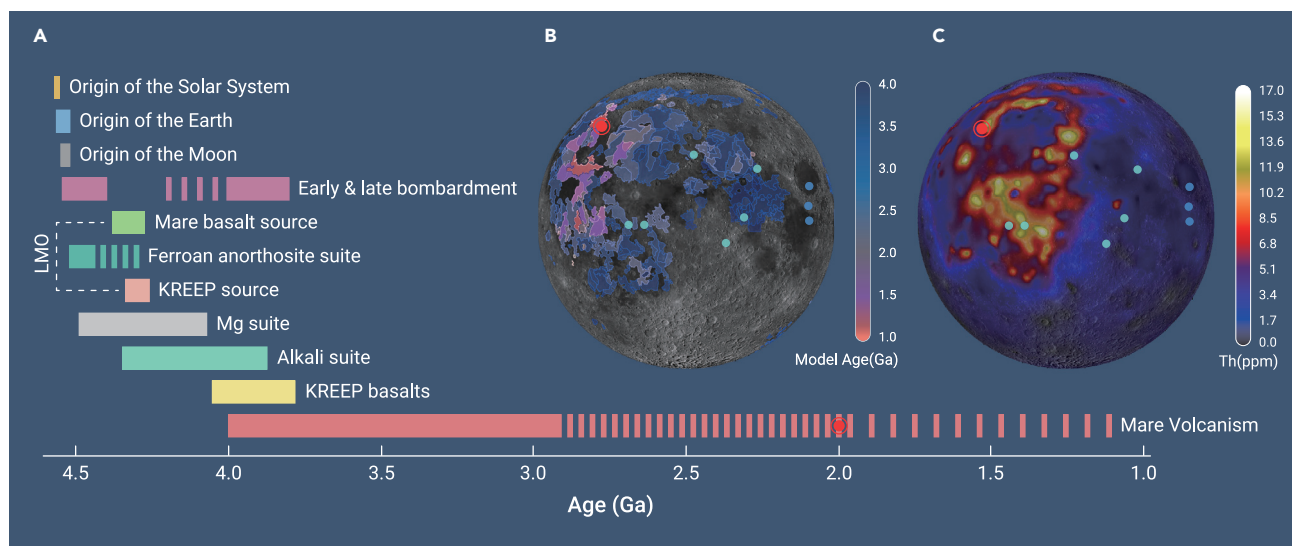 A
B
C
Origin of the Solar System
Origin of the Earth
Origin of the Moon
Early & late bombardment
Mare basalt source
Ferroan anorthosite suite
KREEP source
LMO
Mg suite
Alkali suite
KREEP basalts
Mare Volcanism
4.5
4.0
3.5
3.0
2.5
2.0
1.5
1.0
Age (Ga)
4.0
3.5
3.0
2.5
2.0
1.5
1.0
Model Age(Ga)
17.0
15.3
13.6
11.9
10.2
8.5
6.8
5.1
3.4
1.7
0.0
Th(ppm)